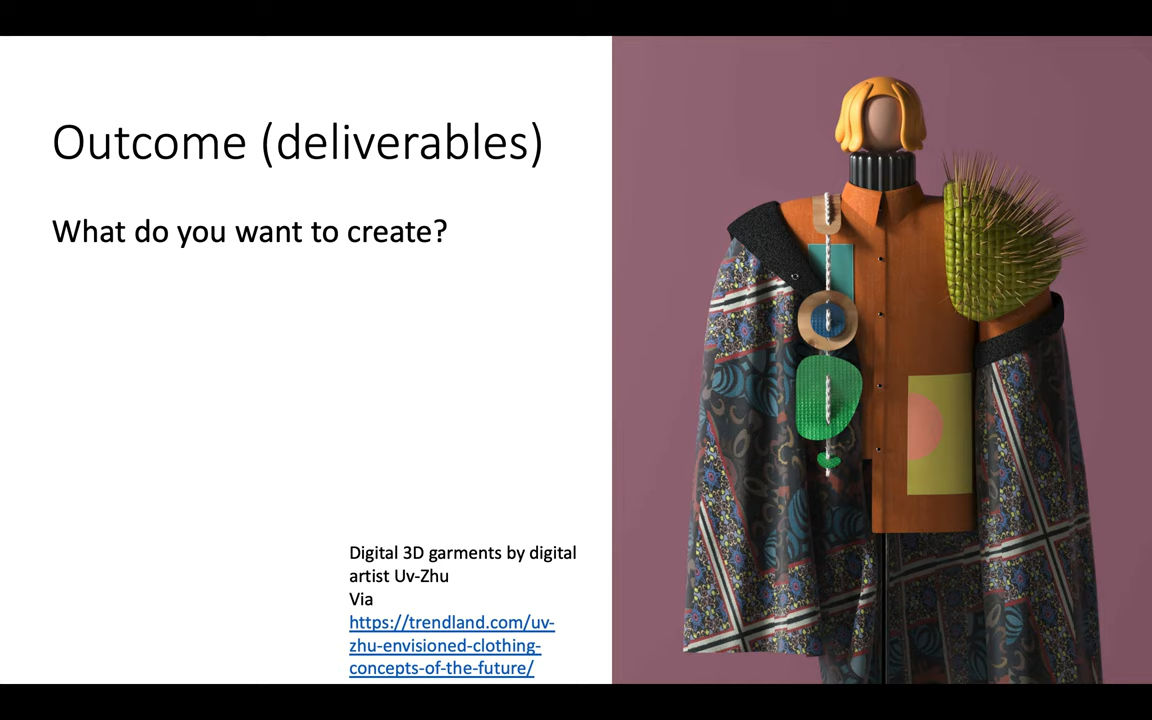 Outcome (deliverables)
What do you want to create?
Digital 3D garments by digital
artist Uv-Zhu
Via
https://trendland.com/uv-
zhu-envisioned-clothing-
concepts-of-the-future/